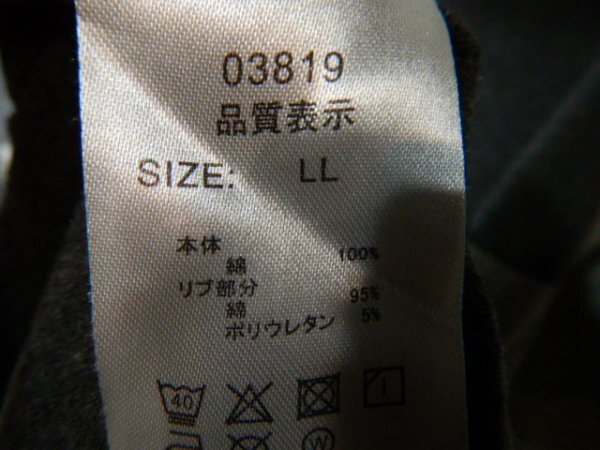 03819
品質表示
SIZE: LL
本体
綿 100%
リブ部分
綿 95%
ポリウレタン 5%
40
W